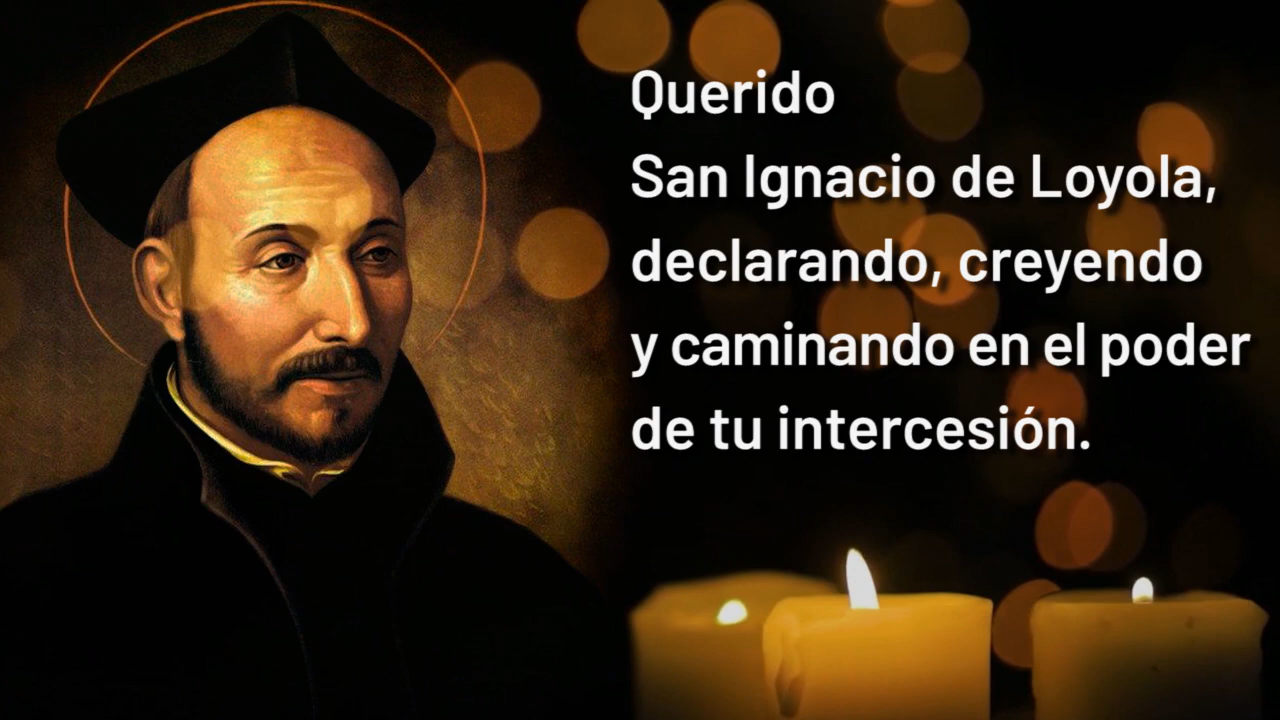 Querido
San Ignacio de Loyola,
declarando, creyendo
y caminando en el poder
de tu intercesión.